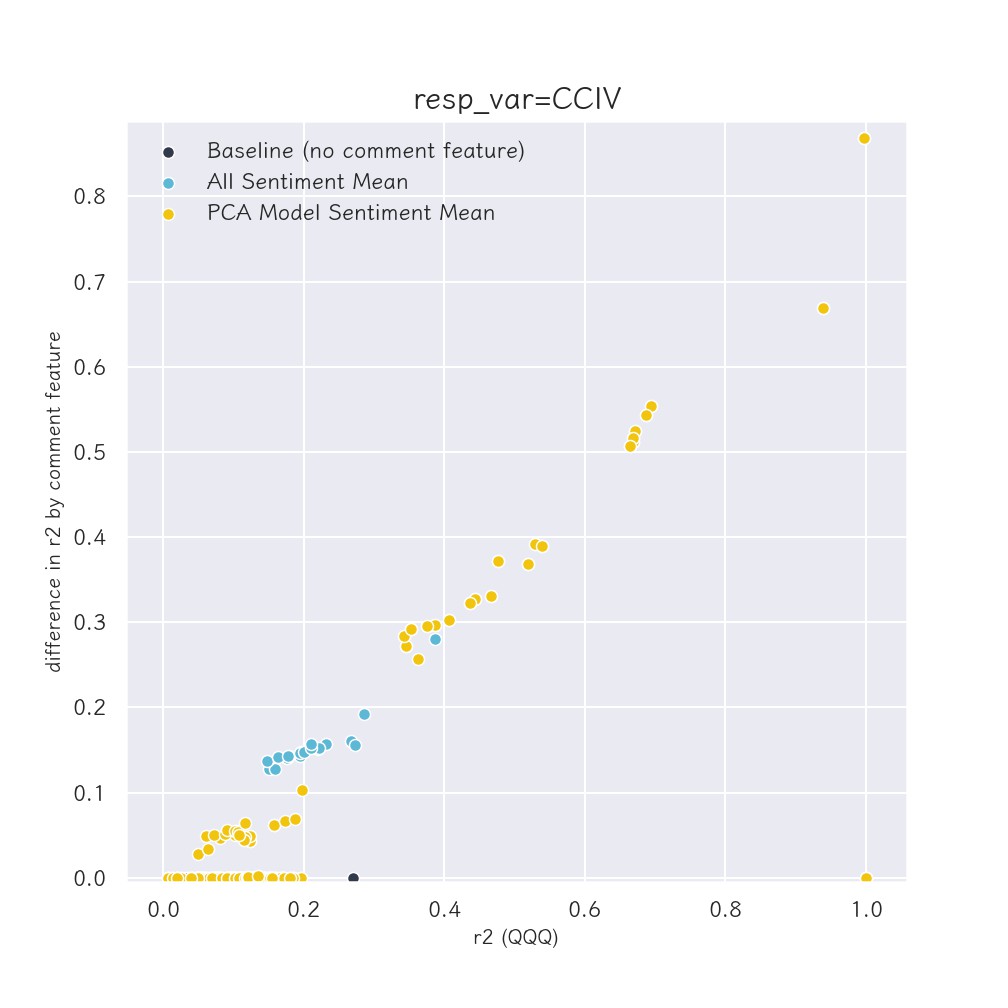 resp_var=CCIV
Baseline (no comment feature)
All Sentiment Mean
PCA Model Sentiment Mean
difference in r2 by comment feature
0.8
0.7
0.6
0.5
0.4
0.3
0.2
0.1
0.0
0.0 0.2 0.4 0.6 0.8 1.0
r2 (QQQ)